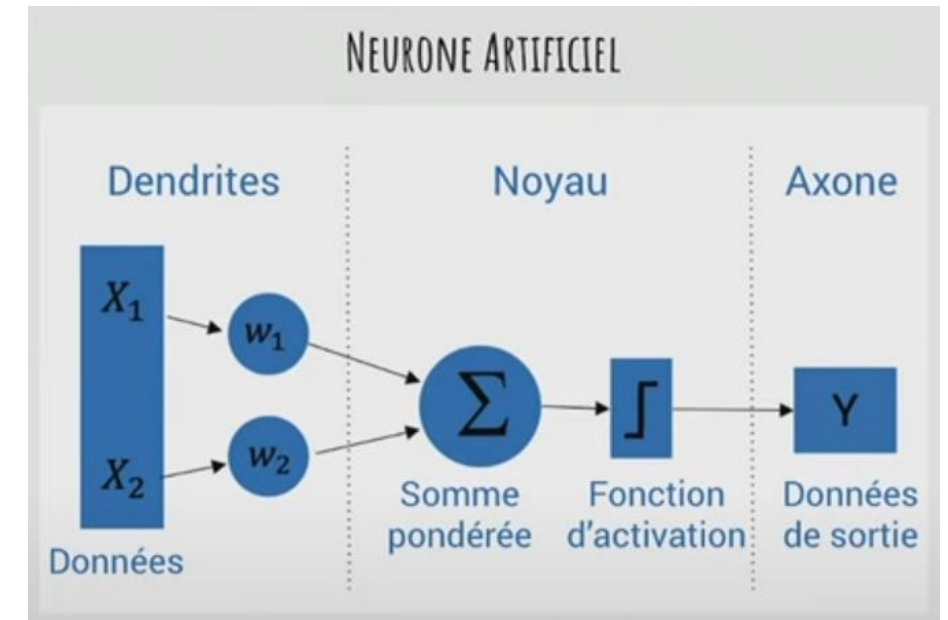 NEURONE ARTIFICIEL
Dendrites
Noyau
Axone
X₁
w₁
X₂
w₂
Σ
Y
Données
Somme
pondérée
Fonction
d'activation
Données
de sortie